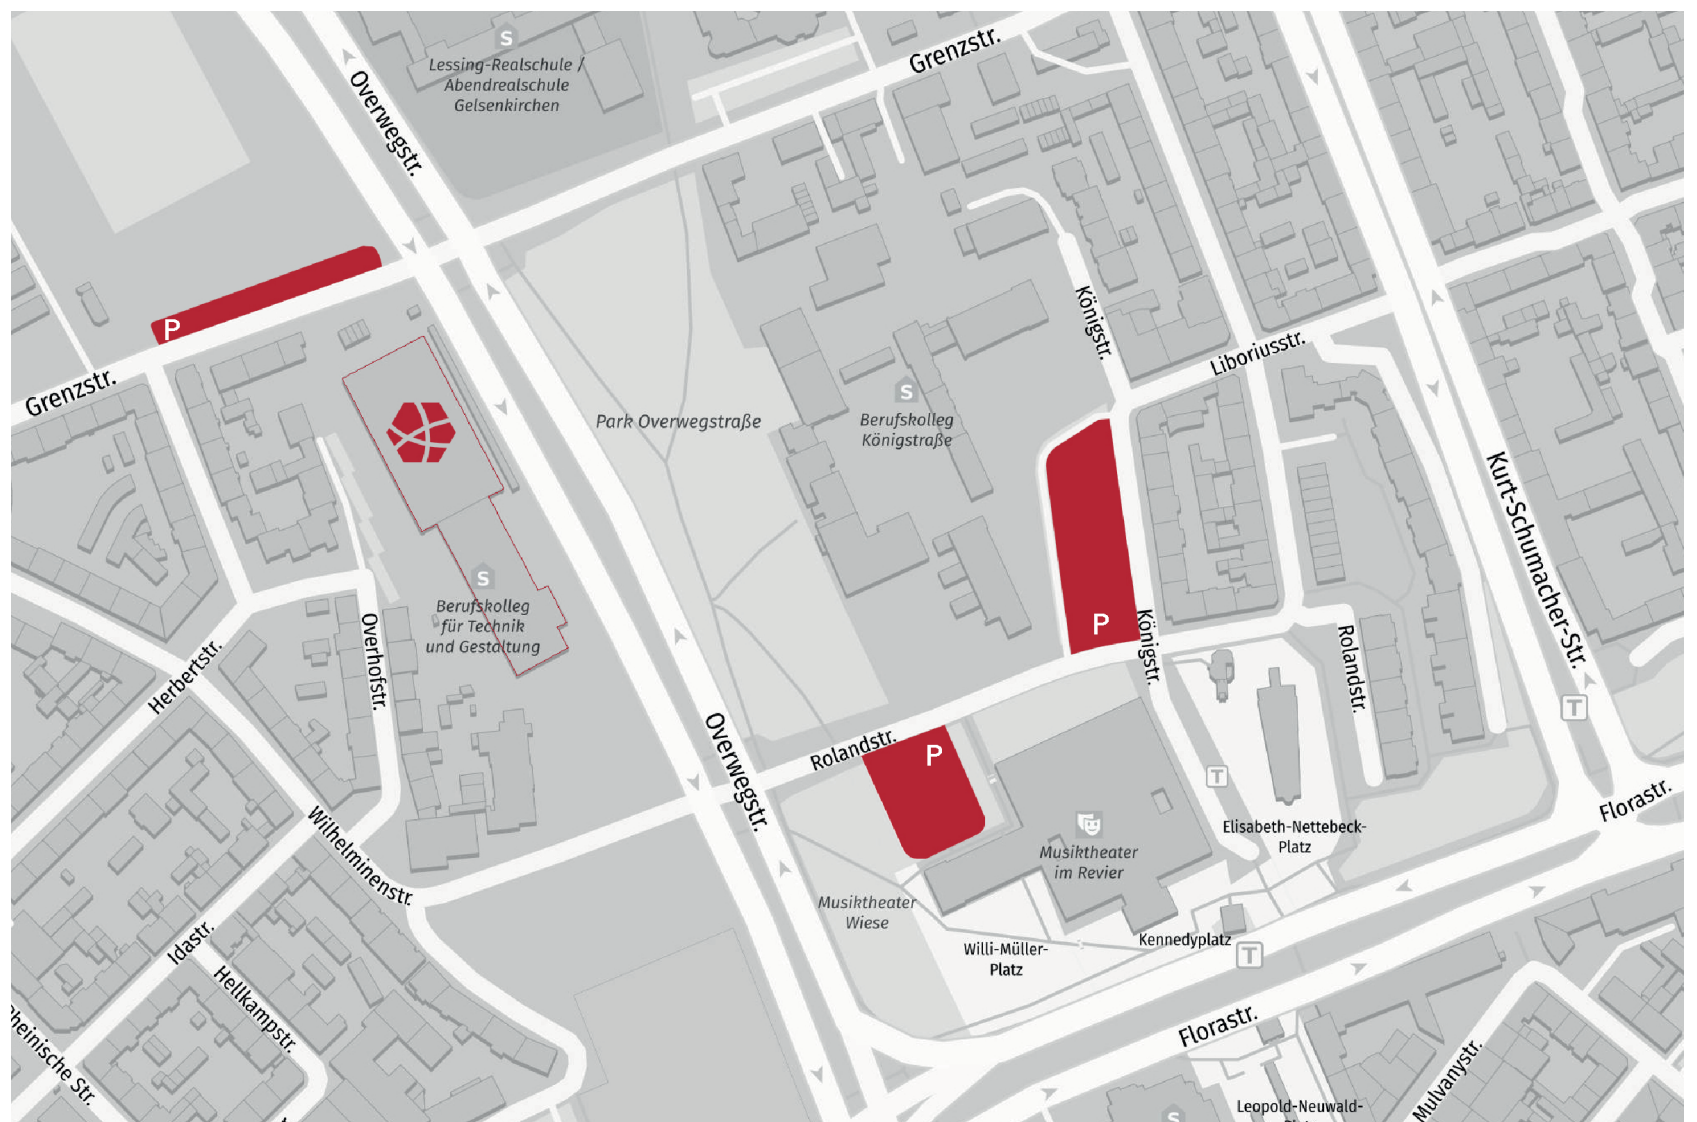 S
Lessing-Realschule /
Abendrealschule
Gelsenkirchen
Grenzstr.
Overwegstr.
P
Grenzstr.
Königstr.
Liboriusstr.
Park Overwegstraße
S
Berufskolleg
Königstraße
Kurt-Schumacher-Str.
S
Berufskolleg
für Technik
und Gestaltung
Overhofstr.
Herbertstr.
P
Königstr.
Rolandstr.
T
Overwegstr.
Rolandstr.
P
T
Florastr.
Wilhelminenstr.
Elisabeth-Nettebeck-
Platz
Musiktheater
im Revier
Musiktheater
Wiese
Willi-Müller-
Platz
Kennedyplatz
T
Idastr.
Hellkampstr.
Rheinische Str.
Florastr.
Mulvanystr.
Leopold-Neuwald-
S